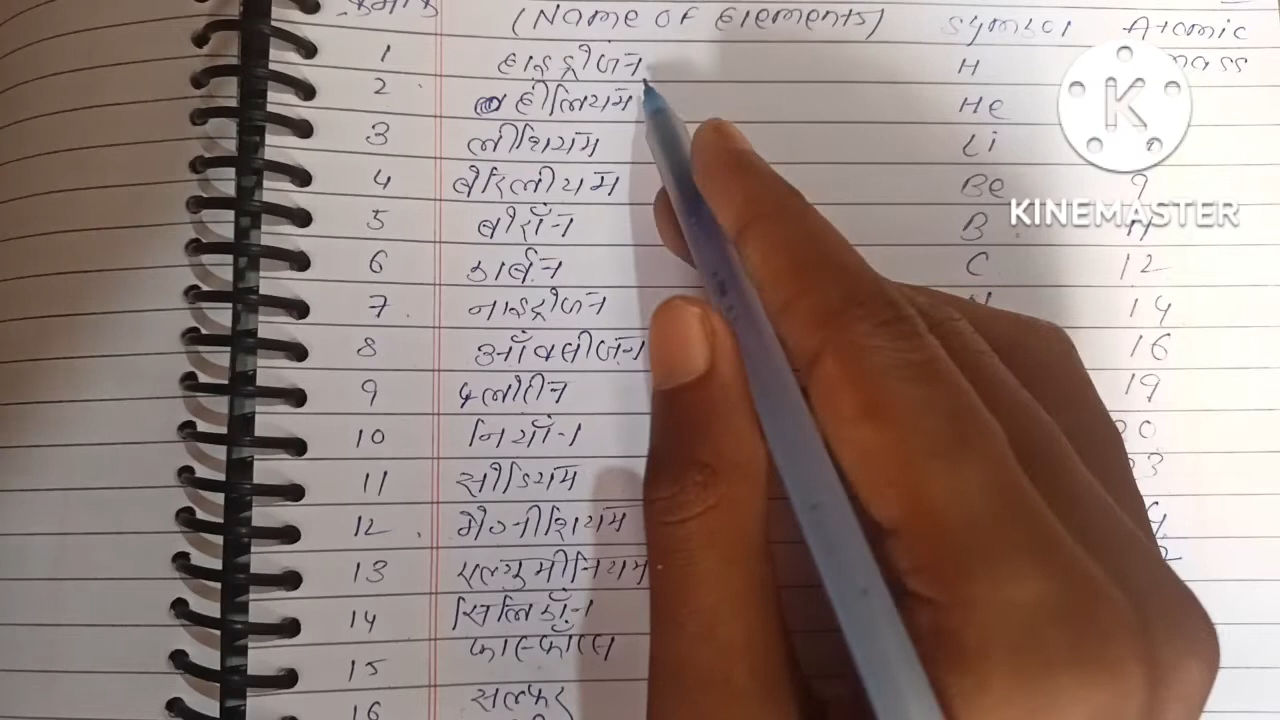 क्रमांक (Name of Elements) Symbol Atomic mass
1 हाइड्रोजन H
2 हीलियम He
3 लीथियम Li
4 बेरिलीयम Be 9
5 बोरॉन B 11
6 कार्बन C 12
7 नाइट्रोजन N 14
8 ऑक्सीजन 16
9 फ्लोरीन 19
10 नियॉन 20
11 सोडियम
12 मैग्नीशियम
13 एल्युमीनियम
14 सिलिकॉन
15 फास्फोरस
16 सल्फर
K
KINEMASTER